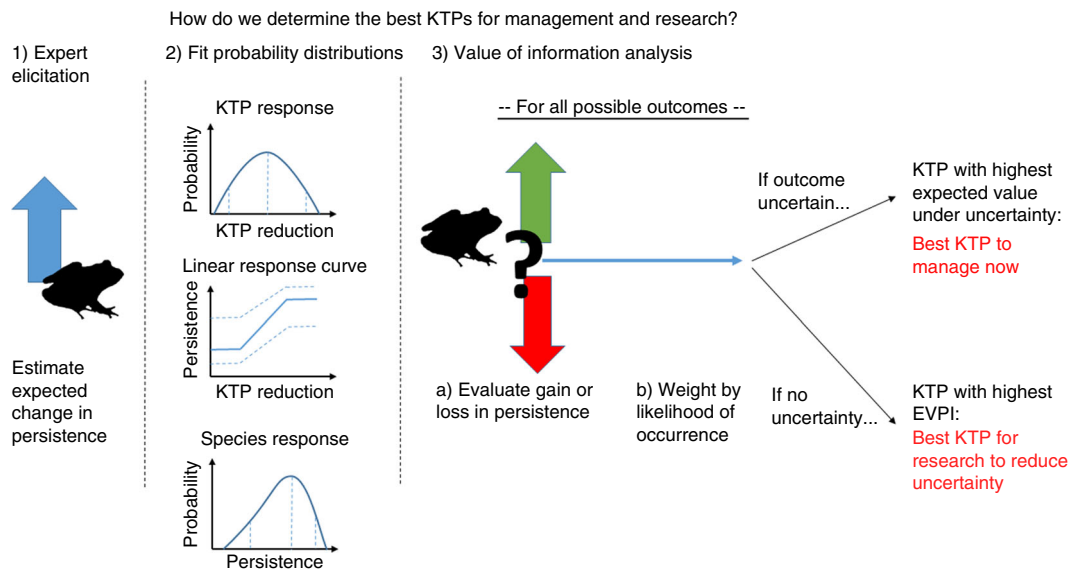 How do we determine the best KTPs for management and research?
1) Expert
elicitation
Estimate
expected
change in
persistence
2) Fit probability distributions
KTP response
Probability
KTP reduction
Linear response curve
Persistence
KTP reduction
Species response
Probability
Persistence
3) Value of information analysis
-- For all possible outcomes --
?
a) Evaluate gain or
loss in persistence
b) Weight by
likelihood of
occurrence
If outcome
uncertain...
KTP with highest
expected value
under uncertainty:
Best KTP to
manage now
If no
uncertainty...
KTP with highest
EVPI:
Best KTP for
research to reduce
uncertainty